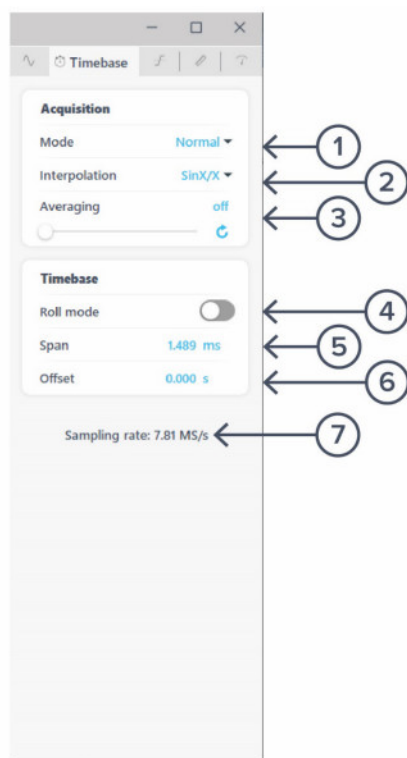 Timebase
Acquisition
Mode Normal
1
Interpolation SinX/X
2
Averaging off
3
Timebase
Roll mode
4
Span 1.489 ms
5
Offset 0.000 s
6
Sampling rate: 7.81 MS/s
7